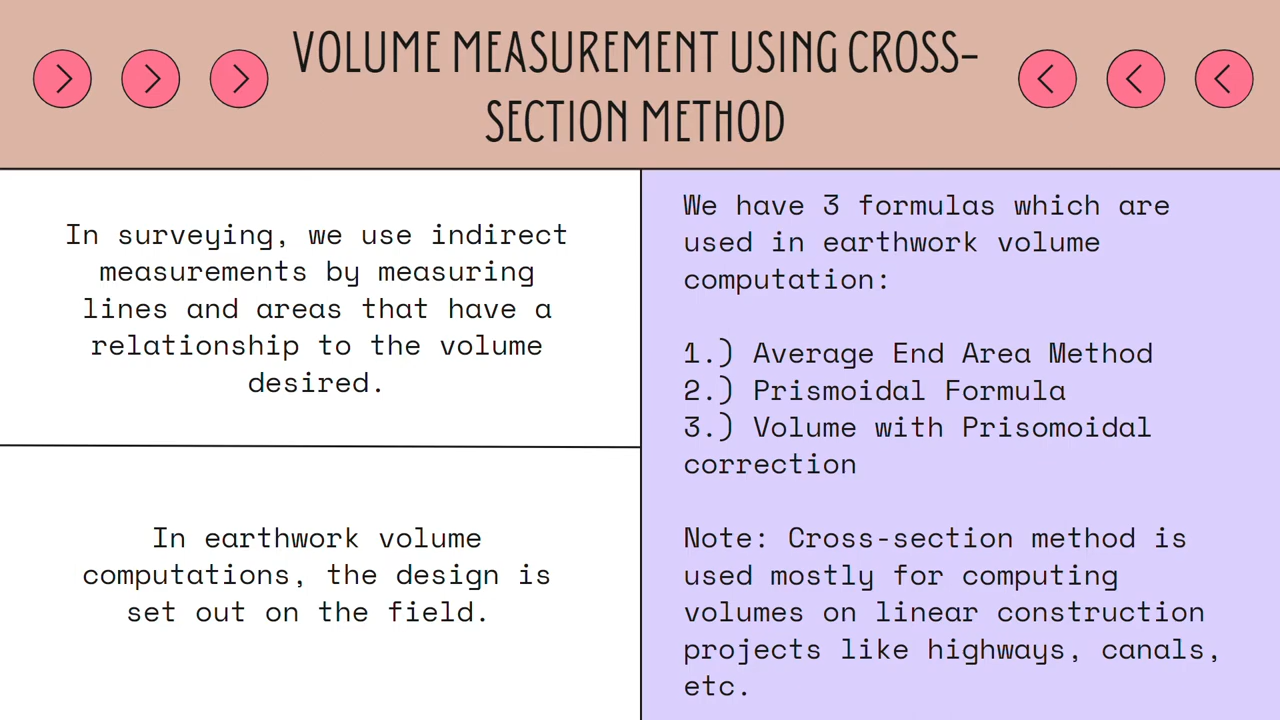 VOLUME MEASUREMENT USING CROSS-
SECTION METHOD
In surveying, we use indirect
measurements by measuring
lines and areas that have a
relationship to the volume
desired.
In earthwork volume
computations, the design is
set out on the field.
We have 3 formulas which are
used in earthwork volume
computation:
1.) Average End Area Method
2.) Prismoidal Formula
3.) Volume with Prisomoidal
correction
Note: Cross-section method is
used mostly for computing
volumes on linear construction
projects like highways, canals,
etc.